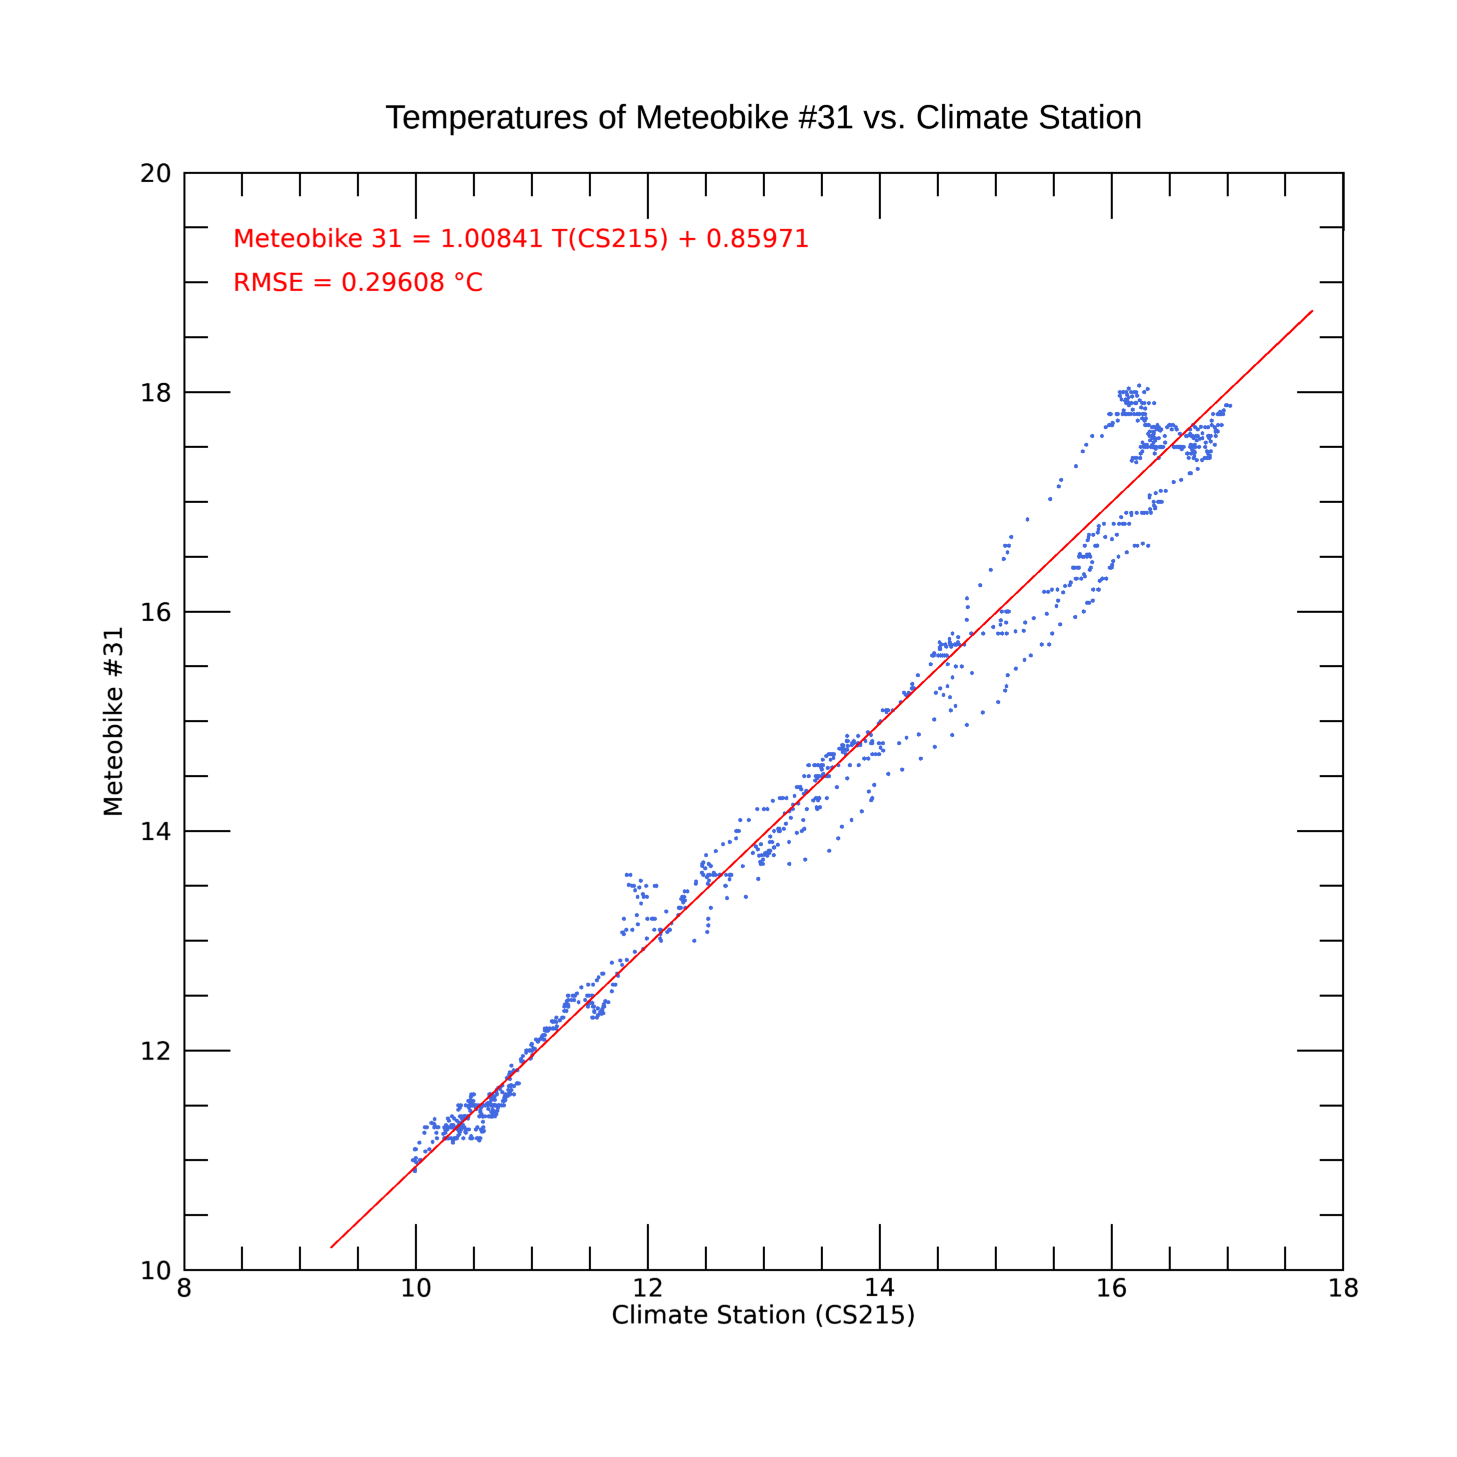 Temperatures of Meteobike #31 vs. Climate Station
20
Meteobike 31 = 1.00841 T(CS215) + 0.85971
RMSE = 0.29608 °C
18
16
Meteobike #31
14
12
10
8 10 12 14 16 18
Climate Station (CS215)